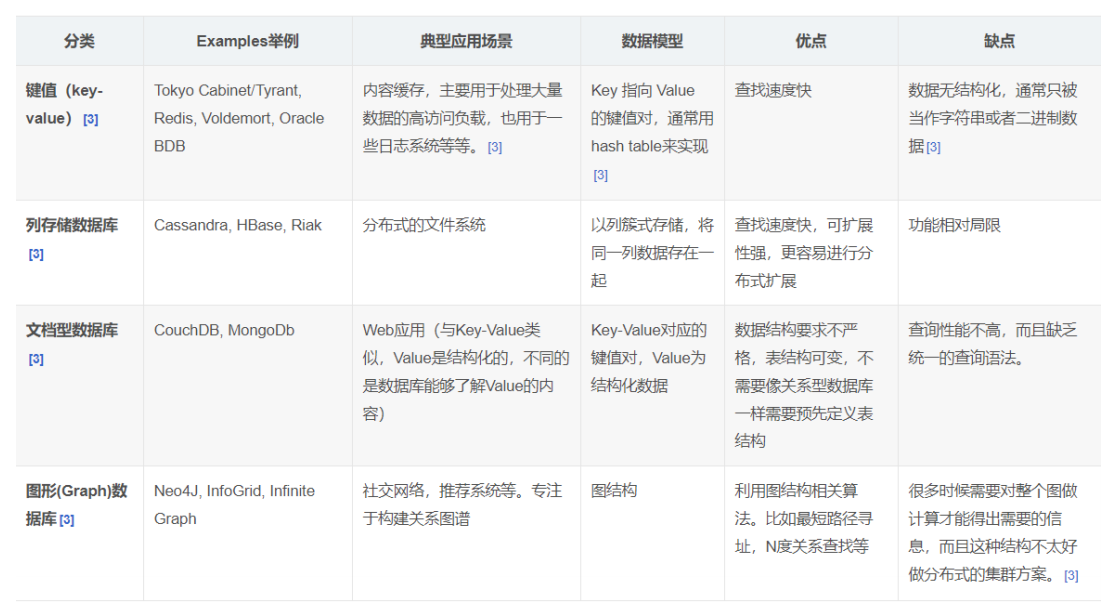 分类 Examples举例 典型应用场景 数据模型 优点 缺点
键值（key-
value）[3]
Tokyo Cabinet/Tyrant,
Redis, Voldemort, Oracle
BDB
内容缓存，主要用于处理大量
数据的高访问负载，也用于一
些日志系统等等。[3]
Key 指向 Value
的键值对，通常用
hash table来实现
[3]
查找速度快
数据无结构化，通常只被
当作字符串或者二进制数
据[3]
列存储数据库
[3]
Cassandra, HBase, Riak
分布式的文件系统
以列簇式存储，将
同一列数据存在一
起
查找速度快，可扩展
性强，更容易进行分
布式扩展
功能相对局限
文档型数据库
[3]
CouchDB, MongoDb
Web应用（与Key-Value类
似，Value是结构化的，不同的
是数据库能够了解Value的内
容）
Key-Value对应的
键值对，Value为
结构化数据
数据结构要求不严
格，表结构可变，不
需要像关系型数据库
一样需要预先定义表
结构
查询性能不高，而且缺乏
统一的查询语法。
图形(Graph)数
据库[3]
Neo4J, InfoGrid, Infinite
Graph
社交网络，推荐系统等。专注
于构建关系图谱
图结构
利用图结构相关算
法。比如最短路径寻
址，N度关系查找等
很多时候需要对整个图做
计算才能得出需要的信
息，而且这种结构不太好
做分布式的集群方案。[3]